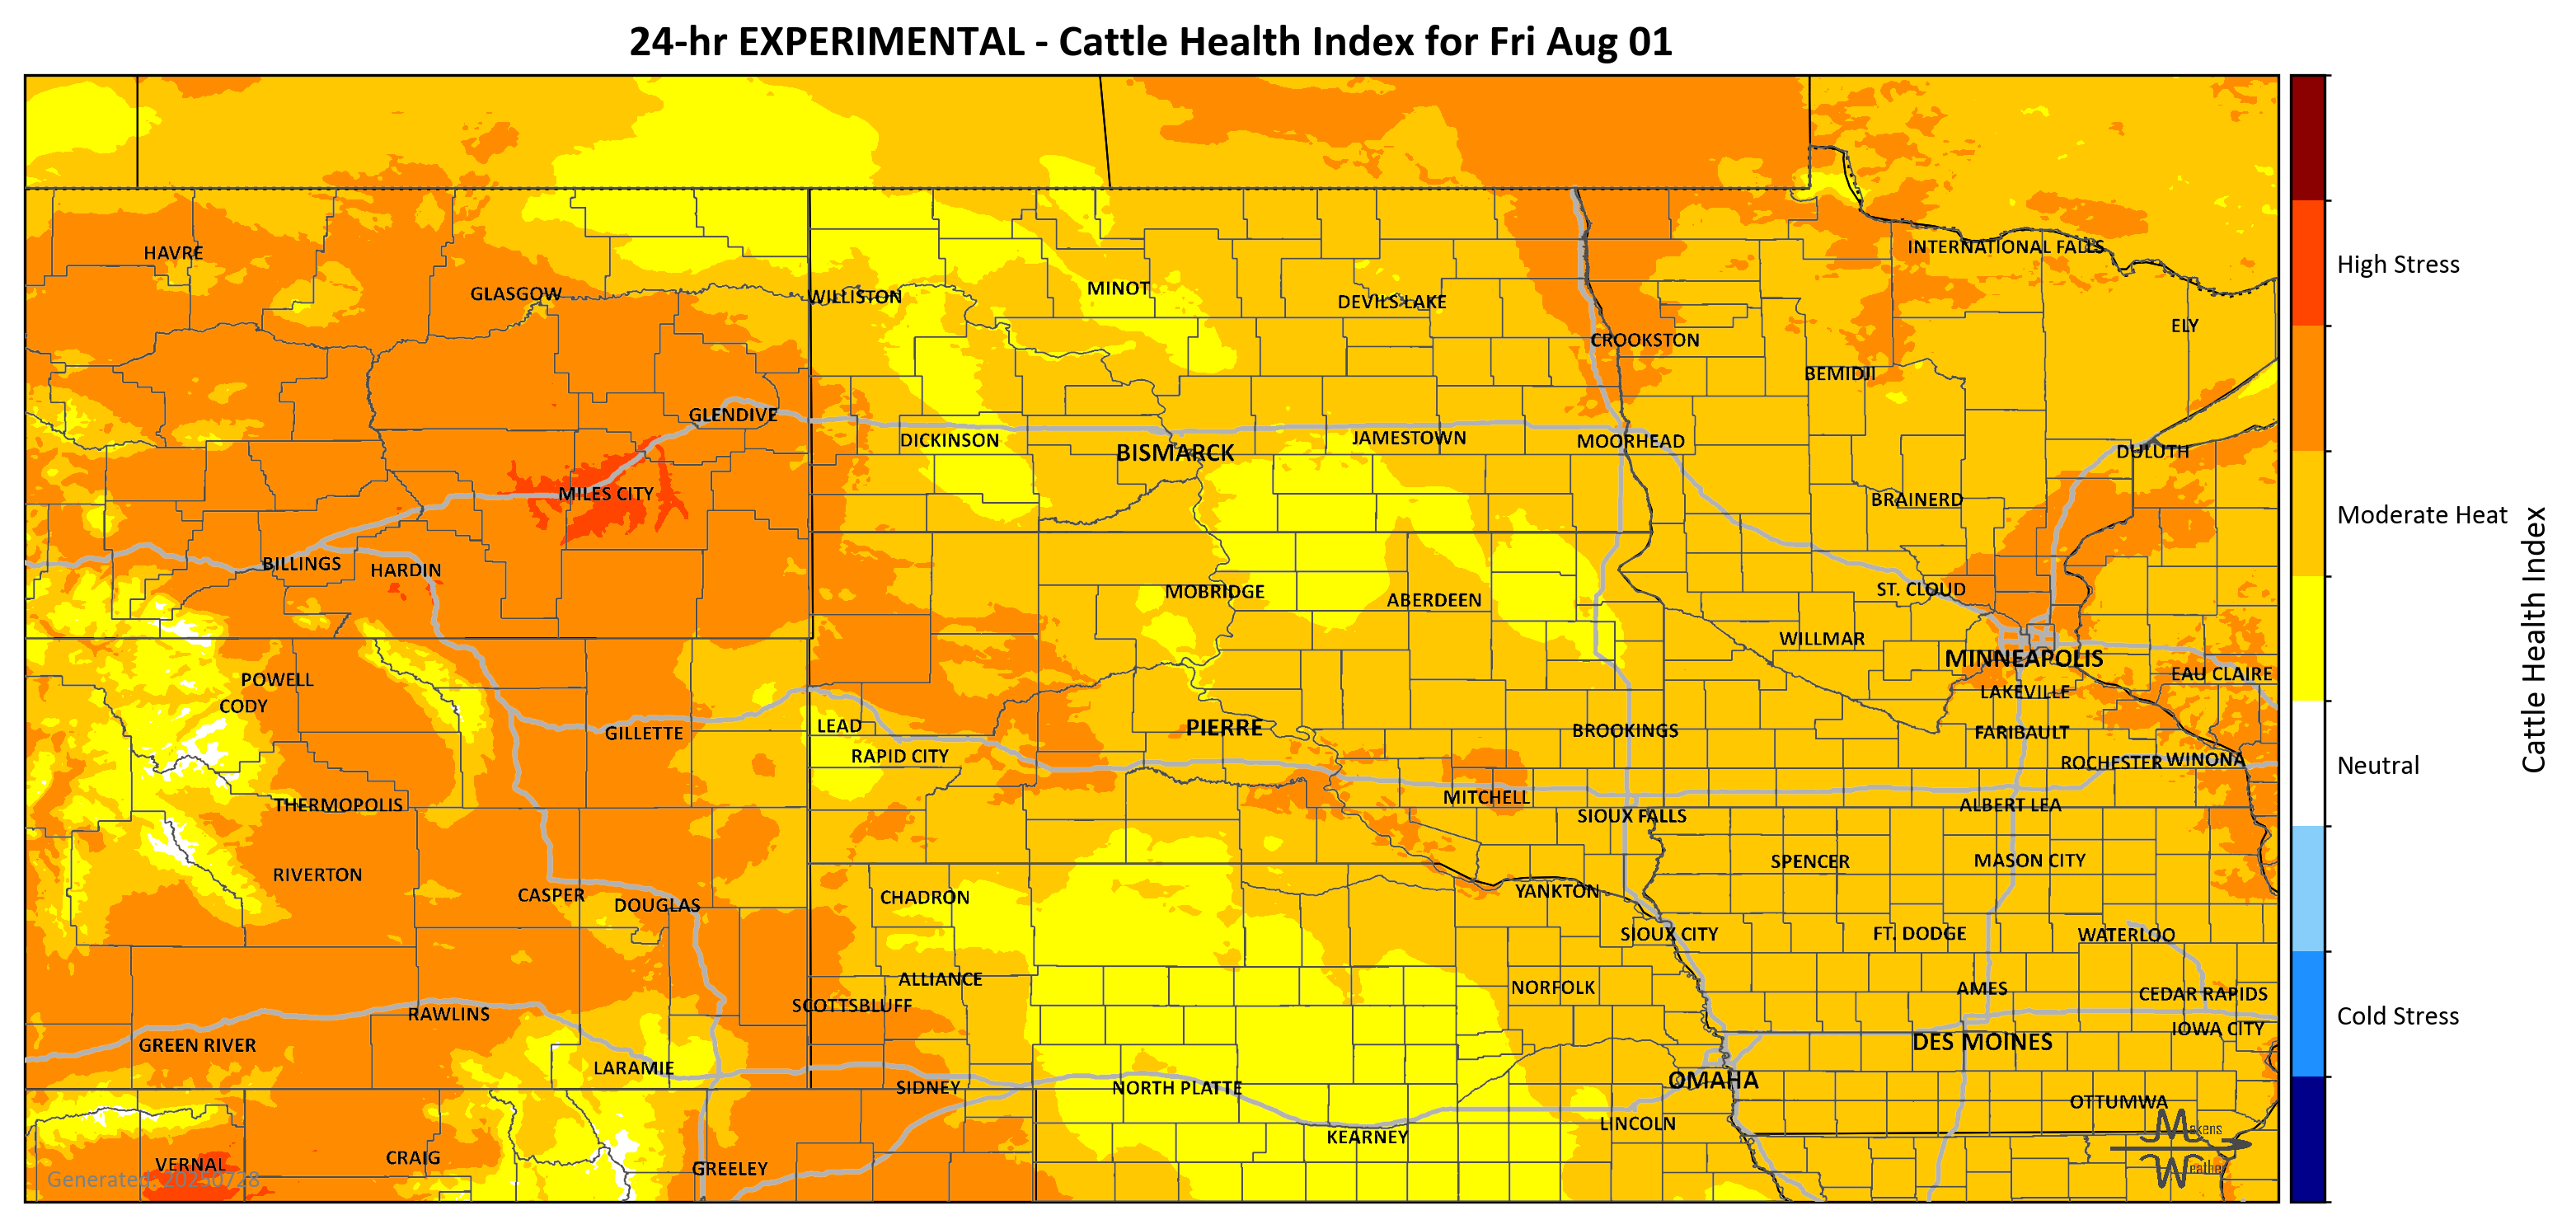 24-hr EXPERIMENTAL - Cattle Health Index for Fri Aug 01
HAVRE
INTERNATIONAL FALLS
GLASGOW
WILLISTON
MINOT
DEVILS LAKE
High Stress
CROOKSTON
ELY
BEMIDJI
GLENDIVE
DICKINSON
BISMARCK
JAMESTOWN
MOORHEAD
DULUTH
MILES CITY
BRAINERD
Moderate Heat
BILLINGS
HARDIN
MOBRIDGE
ABERDEEN
ST. CLOUD
WILLMAR
MINNEAPOLIS
Cattle Health Index
POWELL
EAU CLAIRE
CODY
LAKEVILLE
GILLETTE
LEAD
PIERRE
BROOKINGS
FARIBAULT
RAPID CITY
ROCHESTER
WINONA
Neutral
THERMOPOLIS
MITCHELL
ALBERT LEA
SIOUX FALLS
RIVERTON
SPENCER
MASON CITY
CASPER
DOUGLAS
CHADRON
YANKTON
SIOUX CITY
FT. DODGE
WATERLOO
ALLIANCE
NORFOLK
AMES
CEDAR RAPIDS
SCOTTSBLUFF
RAWLINS
Cold Stress
GREEN RIVER
DES MOINES
IOWA CITY
LARAMIE
SIDNEY
NORTH PLATTE
OMAHA
OTTUMWA
LINCOLN
KEARNEY
Makens
Weather
VERNAL
CRAIG
GREELEY
Generated: 20250728